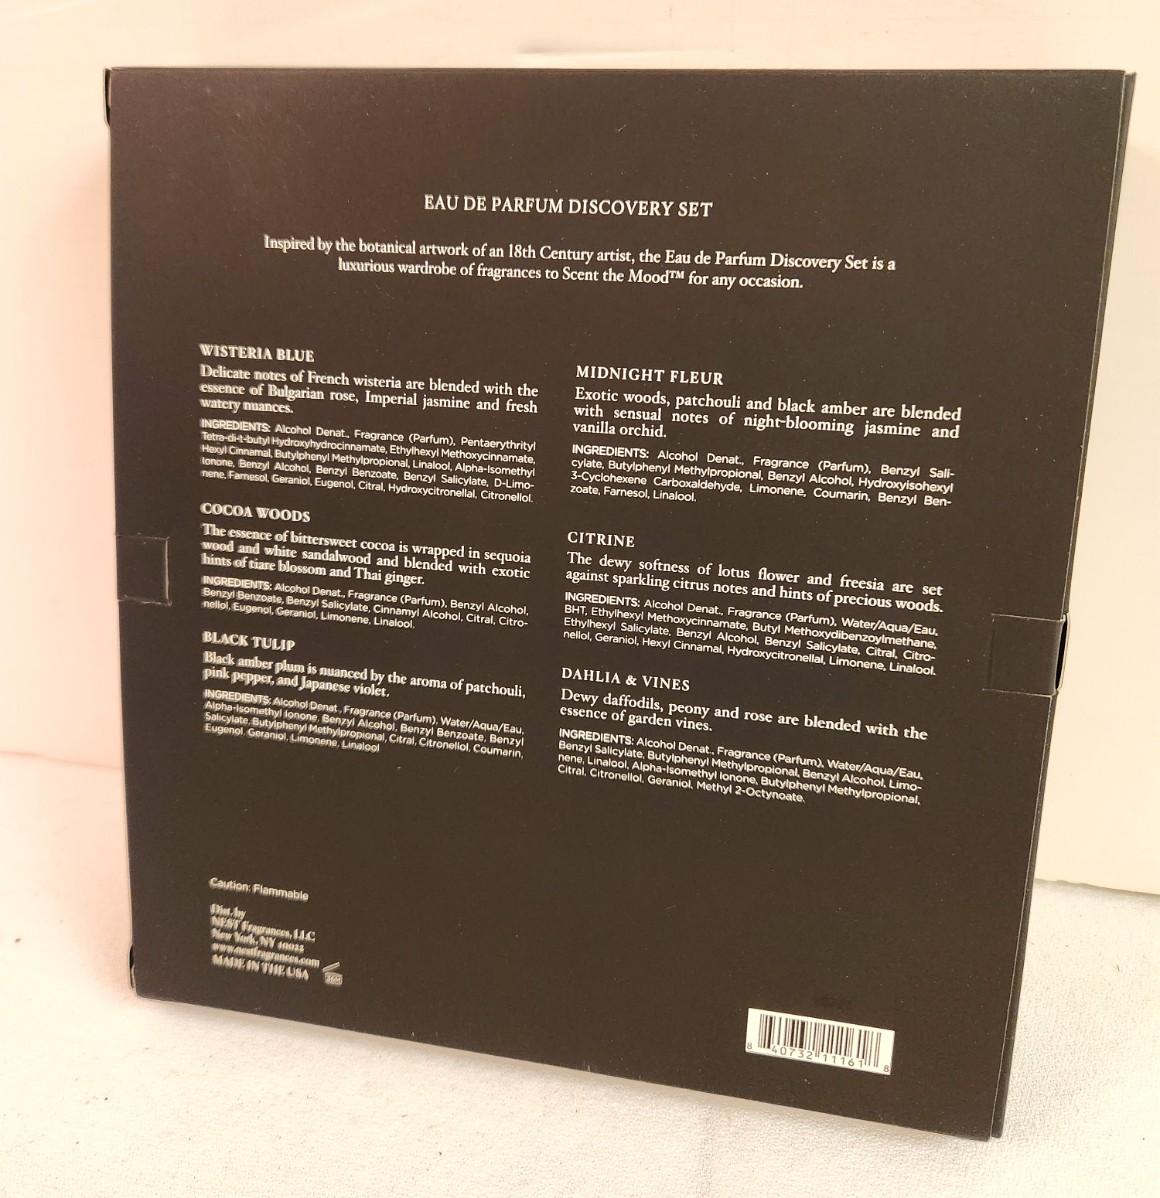 EAU DE PARFUM DISCOVERY SET
Inspired by the botanical artwork of an 18th Century artist, the Eau de Parfum Discovery Set is a
luxurious wardrobe of fragrances to Scent the Mood™ for any occasion.
WISTERIA BLUE
Delicate notes of French wisteria are blended with the
essence of Bulgarian rose, Imperial jasmine and fresh
watery nuances.
INGREDIENTS: Alcohol Denat., Fragrance (Parfum), Pentaerythrityl
Tetra-di-t-butyl Hydroxyhydrocinnamate, Ethylhexyl Methoxycinnamate,
Hexyl Cinnamal, Butylphenyl Methylpropional, Linalool, Alpha-Isomethyl
Ionone, Benzyl Alcohol, Benzyl Benzoate, Benzyl Salicylate, D-Limo-
nene, Farnesol, Geraniol, Eugenol, Citral, Hydroxycitronellal, Citronellol.
COCOA WOODS
The essence of bittersweet cocoa is wrapped in sequoia
wood and white sandalwood and blended with exotic
hints of tiare blossom and Thai ginger.
INGREDIENTS: Alcohol Denat., Fragrance (Parfum), Benzyl Alcohol,
Benzyl Benzoate, Benzyl Salicylate, Cinnamyl Alcohol, Citral, Citro-
nellol, Eugenol, Geraniol, Limonene, Linalool.
BLACK TULIP
Black amber plum is nuanced by the aroma of patchouli,
pink pepper, and Japanese violet.
INGREDIENTS: Alcohol Denat., Fragrance (Parfum), Water/Aqua/Eau,
Alpha-Isomethyl Ionone, Benzyl Alcohol, Benzyl Benzoate, Benzyl
Salicylate, Butylphenyl Methylpropional, Citral, Citronellol, Coumarin,
Eugenol, Geraniol, Limonene, Linalool
MIDNIGHT FLEUR
Exotic woods, patchouli and black amber are blended
with sensual notes of night-blooming jasmine and
vanilla orchid.
INGREDIENTS: Alcohol Denat., Fragrance (Parfum), Benzyl Sali-
cylate, Butylphenyl Methylpropional, Benzyl Alcohol, Hydroxyisohexyl
3-Cyclohexene Carboxaldehyde, Limonene, Coumarin, Benzyl Ben-
zoate, Farnesol, Linalool.
CITRINE
The dewy softness of lotus flower and freesia are set
against sparkling citrus notes and hints of precious woods.
INGREDIENTS: Alcohol Denat., Fragrance (Parfum), Water/Aqua/Eau,
BHT, Ethylhexyl Methoxycinnamate, Butyl Methoxydibenzoylmethane,
Ethylhexyl Salicylate, Benzyl Alcohol, Benzyl Salicylate, Citral, Citro-
nellol, Geraniol, Hexyl Cinnamal, Hydroxycitronellal, Limonene, Linalool.
DAHLIA & VINES
Dewy daffodils, peony and rose are blended with the
essence of garden vines.
INGREDIENTS: Alcohol Denat., Fragrance (Parfum), Water/Aqua/Eau,
Benzyl Salicylate, Butylphenyl Methylpropional, Benzyl Alcohol, Limo-
nene, Linalool, Alpha-Isomethyl Ionone, Butylphenyl Methylpropional,
Citral, Citronellol, Geraniol, Methyl 2-Octynoate.
Caution: Flammable
Dist. by
NEST Fragrances, LLC
New York, NY 10022
www.nestfragrances.com
MADE IN THE USA
8 40732 11161 8